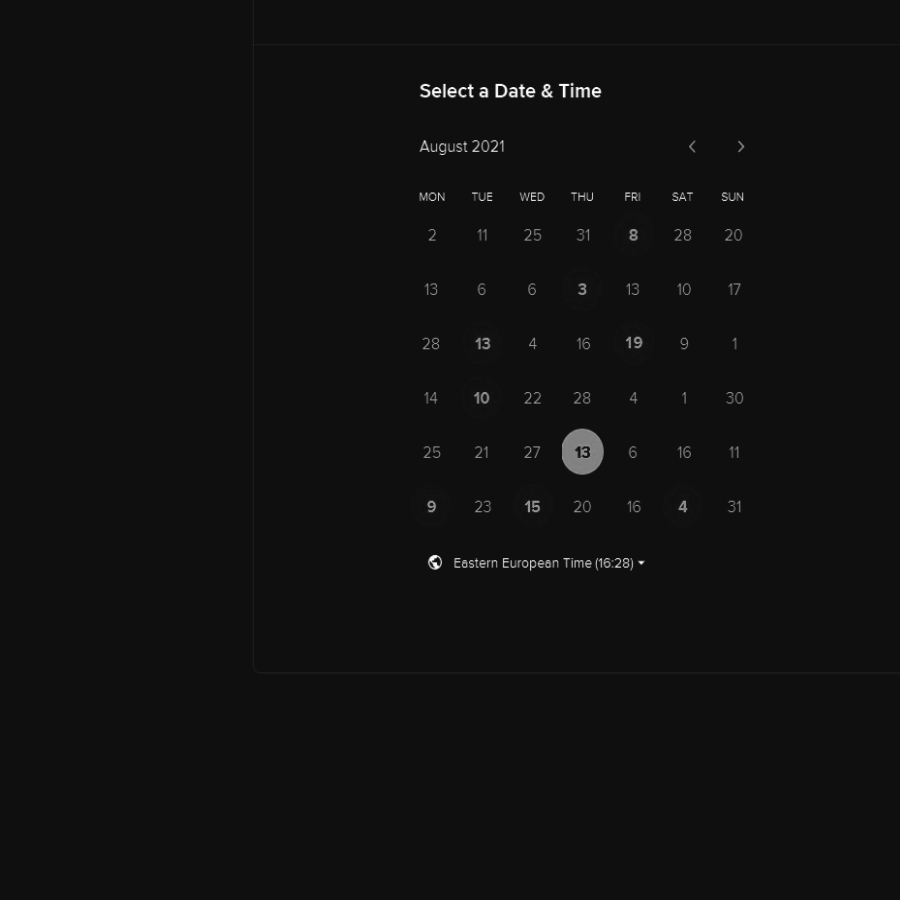 Select a Date & Time
August 2021
MON TUE WED THU FRI SAT SUN
2 11 25 31 8 28 20
13 6 6 3 13 10 17
28 13 4 16 19 9 1
14 10 22 28 4 1 30
25 21 27 13 6 16 11
9 23 15 20 16 4 31
Eastern European Time (16:28)